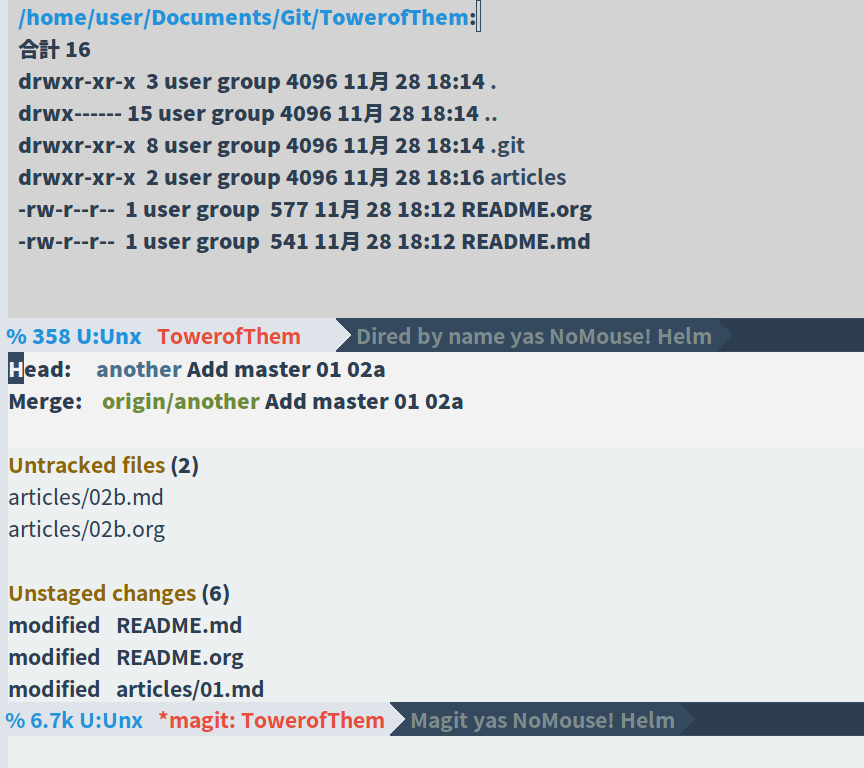 /home/user/Documents/Git/TowerofThem:
合計 16
drwxr-xr-x  3 user group 4096 11月 28 18:14 .
drwx------ 15 user group 4096 11月 28 18:14 ..
drwxr-xr-x  8 user group 4096 11月 28 18:14 .git
drwxr-xr-x  2 user group 4096 11月 28 18:16 articles
-rw-r--r--  1 user group  577 11月 28 18:12 README.org
-rw-r--r--  1 user group  541 11月 28 18:12 README.md
% 358 U:Unx  TowerofThem  Dired by name yas NoMouse! Helm
Head:  another Add master 01 02a
Merge:  origin/another Add master 01 02a
Untracked files (2)
articles/02b.md
articles/02b.org
Unstaged changes (6)
modified  README.md
modified  README.org
modified  articles/01.md
% 6.7k U:Unx  *magit: TowerofThem  Magit yas NoMouse! Helm